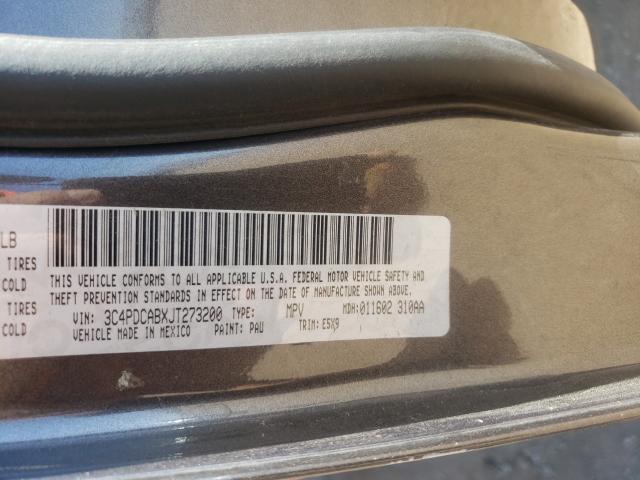 LB
TIRES
COLD
TIRES
COLD
THIS VEHICLE CONFORMS TO ALL APPLICABLE U.S.A. FEDERAL MOTOR VEHICLE SAFETY AND
THEFT PREVENTION STANDARDS IN EFFECT ON THE DATE OF MANUFACTURE SHOWN ABOVE.
VIN: 3C4PDCABXJT273200 TYPE: MPV MDH:011602 310AA
VEHICLE MADE IN MEXICO PAINT: PAU TRIM: E5X9